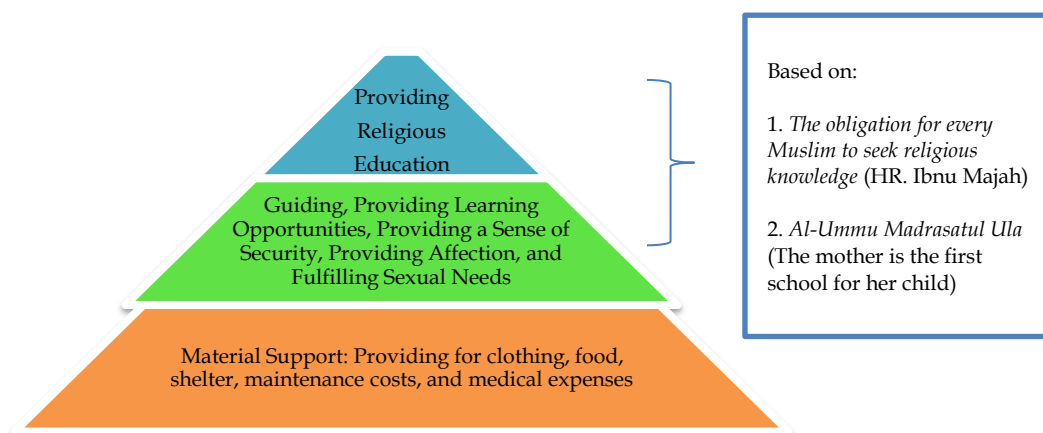 Providing
Religious
Education
Guiding, Providing Learning
Opportunities, Providing a Sense of
Security, Providing Affection, and
Fulfilling Sexual Needs
Material Support: Providing for clothing, food,
shelter, maintenance costs, and medical expenses
Based on:
1. The obligation for every
Muslim to seek religious
knowledge (HR. Ibnu Majah)
2. Al-Ummu Madrasatul Ula
(The mother is the first
school for her child)